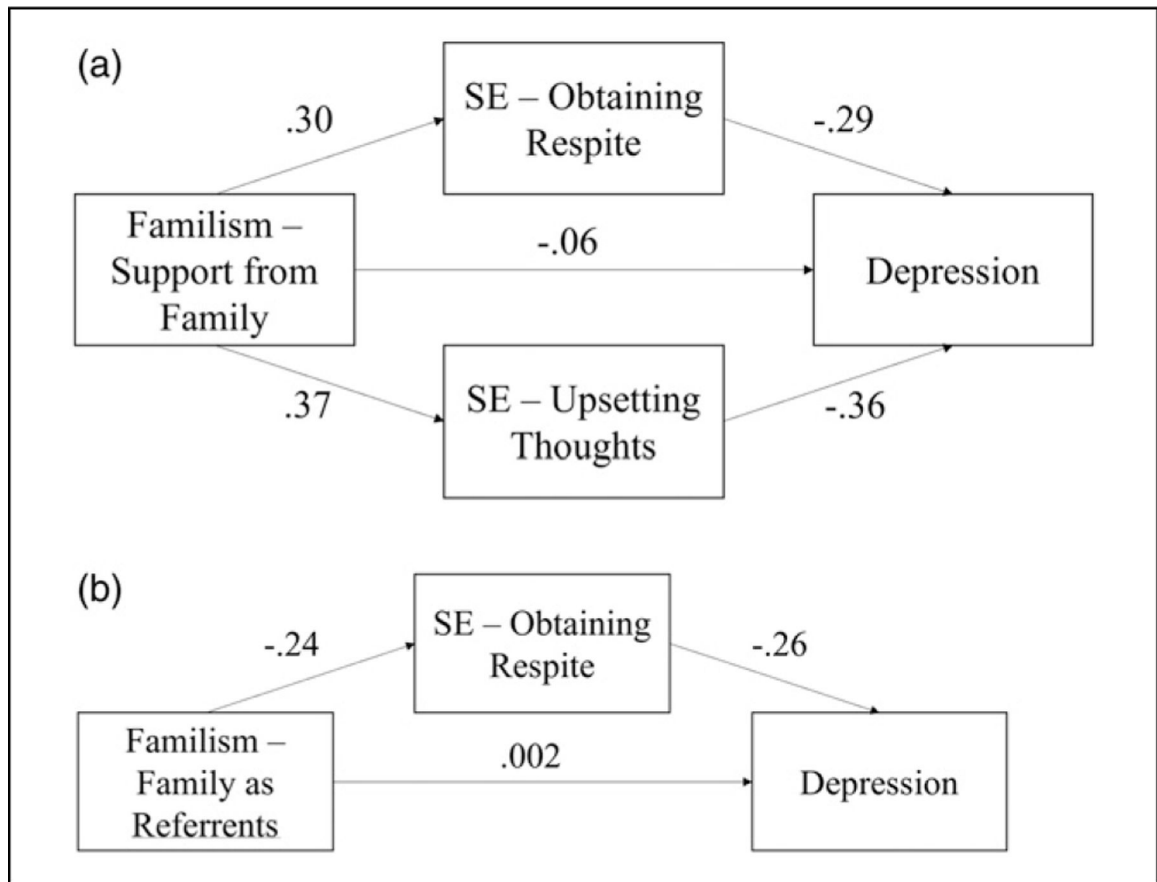 (a)
SE – Obtaining
Respite
.30
-.29
Familism –
Support from
Family
-.06
Depression
.37
SE – Upsetting
Thoughts
-.36
(b)
SE – Obtaining
Respite
-.24
-.26
Familism –
Family as
Referrents
.002
Depression